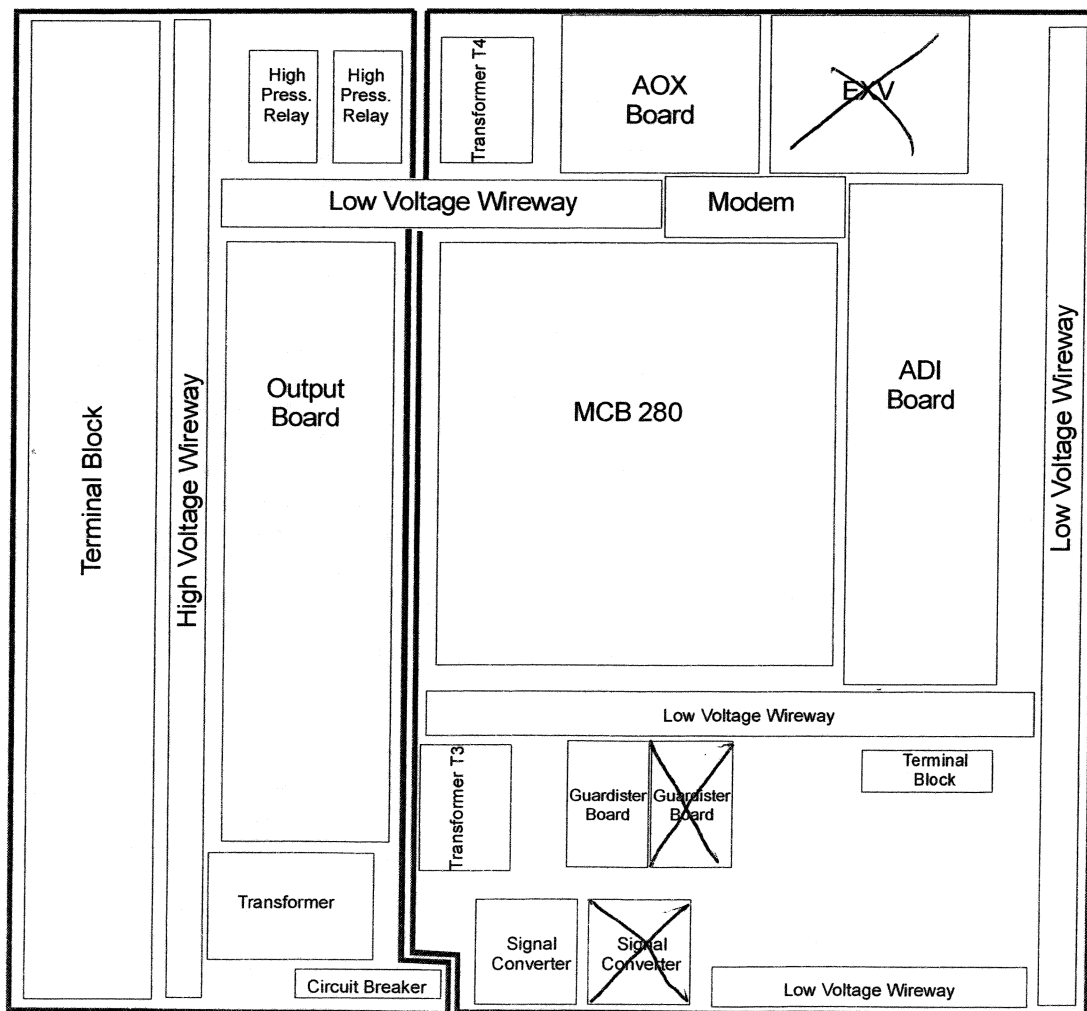 High
Press.
Relay
High
Press.
Relay
Transformer T4
AOX
Board
EXV
Low Voltage Wireway
Modem
Terminal Block
High Voltage Wireway
Output
Board
MCB 280
ADI
Board
Low Voltage Wireway
Low Voltage Wireway
Transformer T3
Guardister
Board
Guardister
Board
Terminal
Block
Transformer
Signal
Converter
Signal
Converter
Circuit Breaker
Low Voltage Wireway